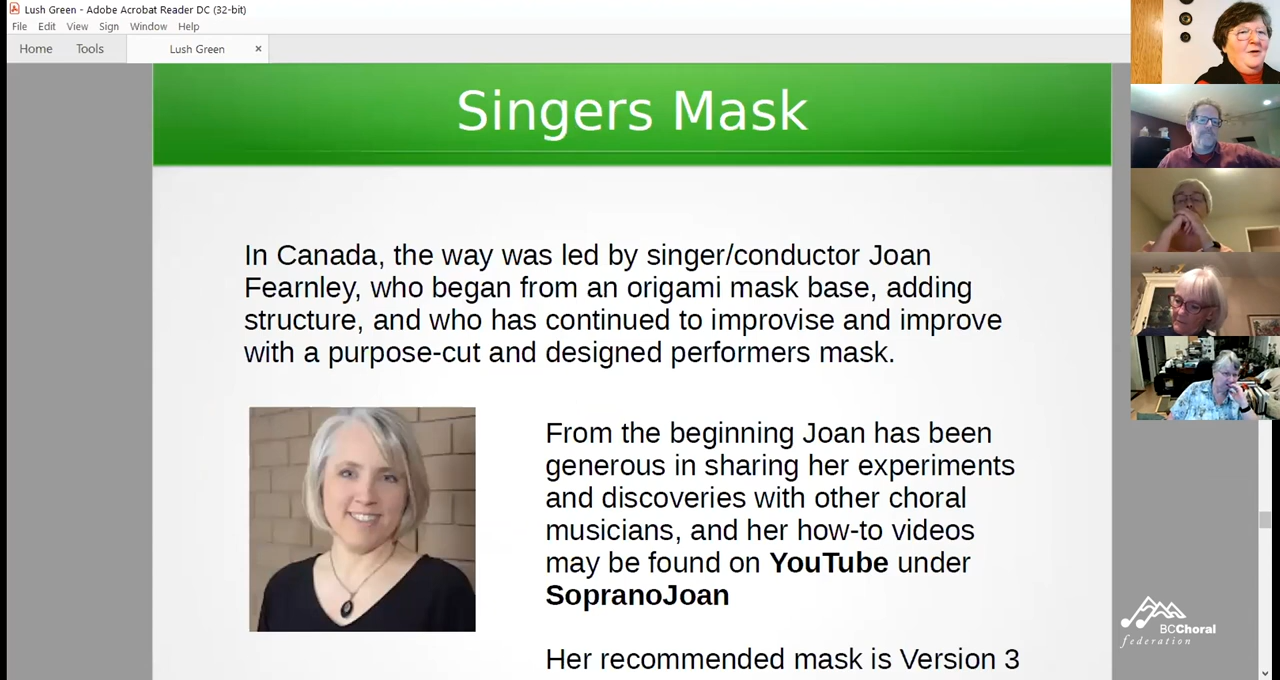 Lush Green - Adobe Acrobat Reader DC (32-bit)
File Edit View Sign Window Help
Home Tools Lush Green ×
Singers Mask
In Canada, the way was led by singer/conductor Joan
Fearnley, who began from an origami mask base, adding
structure, and who has continued to improvise and improve
with a purpose-cut and designed performers mask.
From the beginning Joan has been
generous in sharing her experiments
and discoveries with other choral
musicians, and her how-to videos
may be found on YouTube under
SopranoJoan
Her recommended mask is Version 3
BCChoral
federation